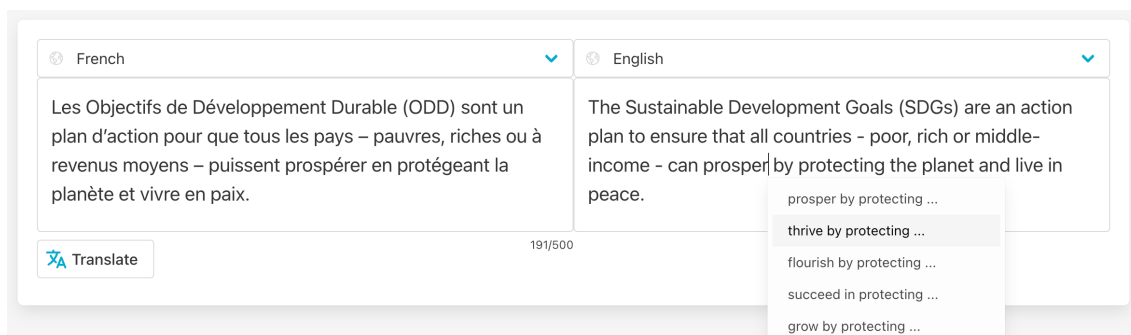 French
Les Objectifs de Développement Durable (ODD) sont un
plan d’action pour que tous les pays – pauvres, riches ou à
revenus moyens – puissent prospérer en protégeant la
planète et vivre en paix.
191/500
Translate
English
The Sustainable Development Goals (SDGs) are an action
plan to ensure that all countries - poor, rich or middle-
income - can prosper by protecting the planet and live in
peace.
prosper by protecting ...
thrive by protecting ...
flourish by protecting ...
succeed in protecting ...
grow by protecting ...